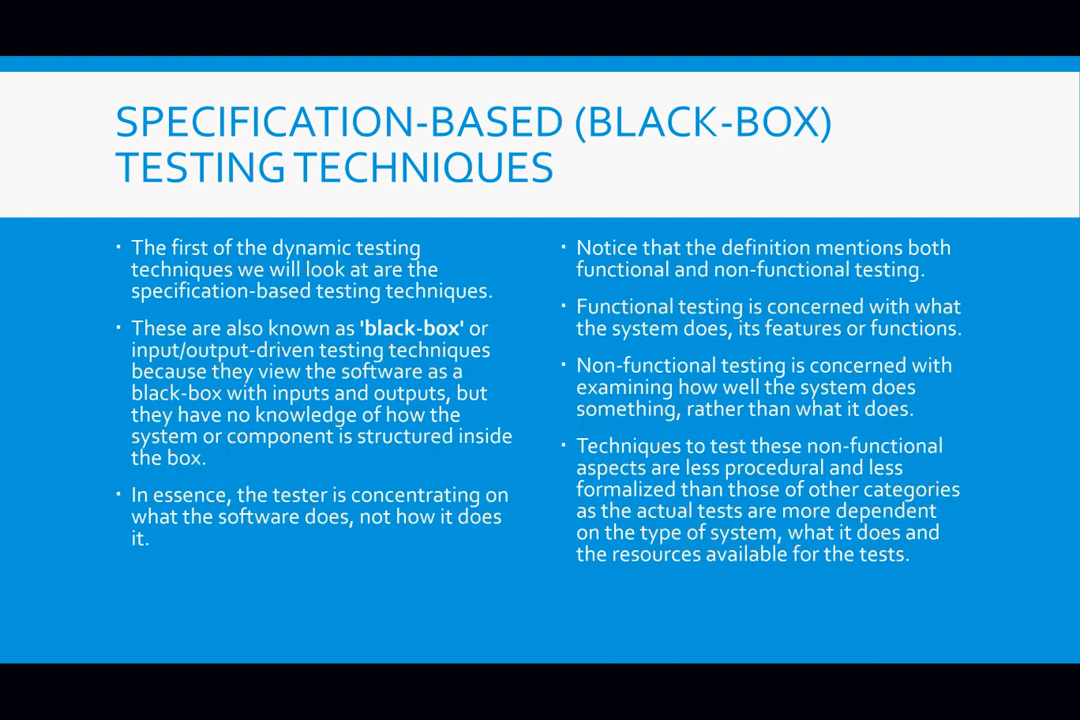 SPECIFICATION-BASED (BLACK-BOX)
TESTING TECHNIQUES
▪ The first of the dynamic testing
techniques we will look at are the
specification-based testing techniques.
▪ These are also known as 'black-box' or
input/output-driven testing techniques
because they view the software as a
black-box with inputs and outputs, but
they have no knowledge of how the
system or component is structured inside
the box.
▪ In essence, the tester is concentrating on
what the software does, not how it does
it.
▪ Notice that the definition mentions both
functional and non-functional testing.
▪ Functional testing is concerned with what
the system does, its features or functions.
▪ Non-functional testing is concerned with
examining how well the system does
something, rather than what it does.
▪ Techniques to test these non-functional
aspects are less procedural and less
formalized than those of other categories
as the actual tests are more dependent
on the type of system, what it does and
the resources available for the tests.